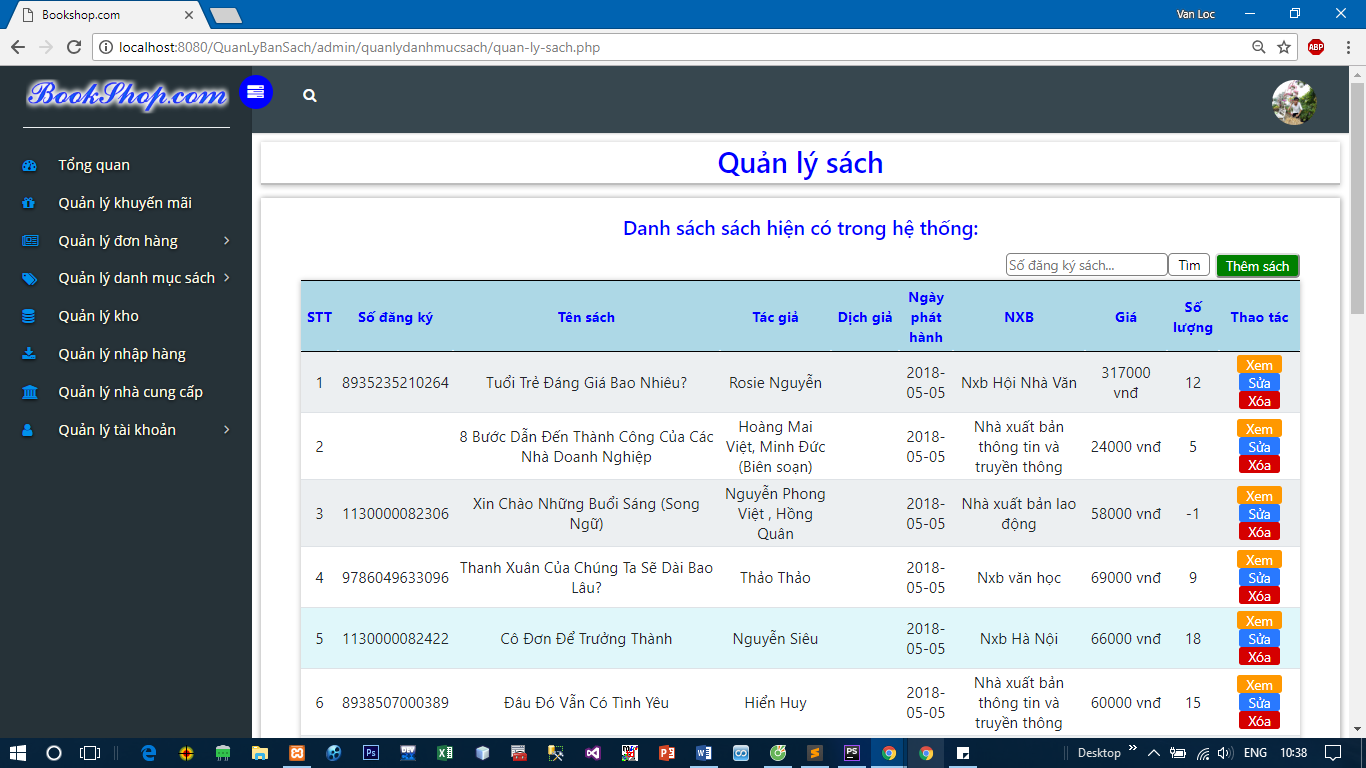 Bookshop.com
Van Loc
localhost:8080/QuanLyBanSach/admin/quanlydanhmucsach/quan-ly-sach.php
ABP
BookShop.com
Tổng quan
Quản lý khuyến mãi
Quản lý đơn hàng
Quản lý danh mục sách
Quản lý kho
Quản lý nhập hàng
Quản lý nhà cung cấp
Quản lý tài khoản
Quản lý sách
Danh sách sách hiện có trong hệ thống:
Số đăng ký sách... Tìm Thêm sách
STT Số đăng ký Tên sách Tác giả Dịch giả Ngày phát hành NXB Giá Số lượng Thao tác
1 8935235210264 Tuổi Trẻ Đáng Giá Bao Nhiêu? Rosie Nguyễn 2018-05-05 Nxb Hội Nhà Văn 317000 vnđ 12 Xem Sửa Xóa
2 8 Bước Dẫn Đến Thành Công Của Các Nhà Doanh Nghiệp Hoàng Mai Việt, Minh Đức (Biên soạn) 2018-05-05 Nhà xuất bản thông tin và truyền thông 24000 vnđ 5 Xem Sửa Xóa
3 1130000082306 Xin Chào Những Buổi Sáng (Song Ngữ) Nguyễn Phong Việt , Hồng Quân 2018-05-05 Nhà xuất bản lao động 58000 vnđ -1 Xem Sửa Xóa
4 9786049633096 Thanh Xuân Của Chúng Ta Sẽ Dài Bao Lâu? Thảo Thảo 2018-05-05 Nxb văn học 69000 vnđ 9 Xem Sửa Xóa
5 1130000082422 Cô Đơn Để Trưởng Thành Nguyễn Siêu 2018-05-05 Nxb Hà Nội 66000 vnđ 18 Xem Sửa Xóa
6 8938507000389 Đâu Đó Vẫn Có Tình Yêu Hiển Huy 2018-05-05 Nhà xuất bản thông tin và truyền thông 60000 vnđ 15 Xem Sửa Xóa
Desktop ENG 10:38